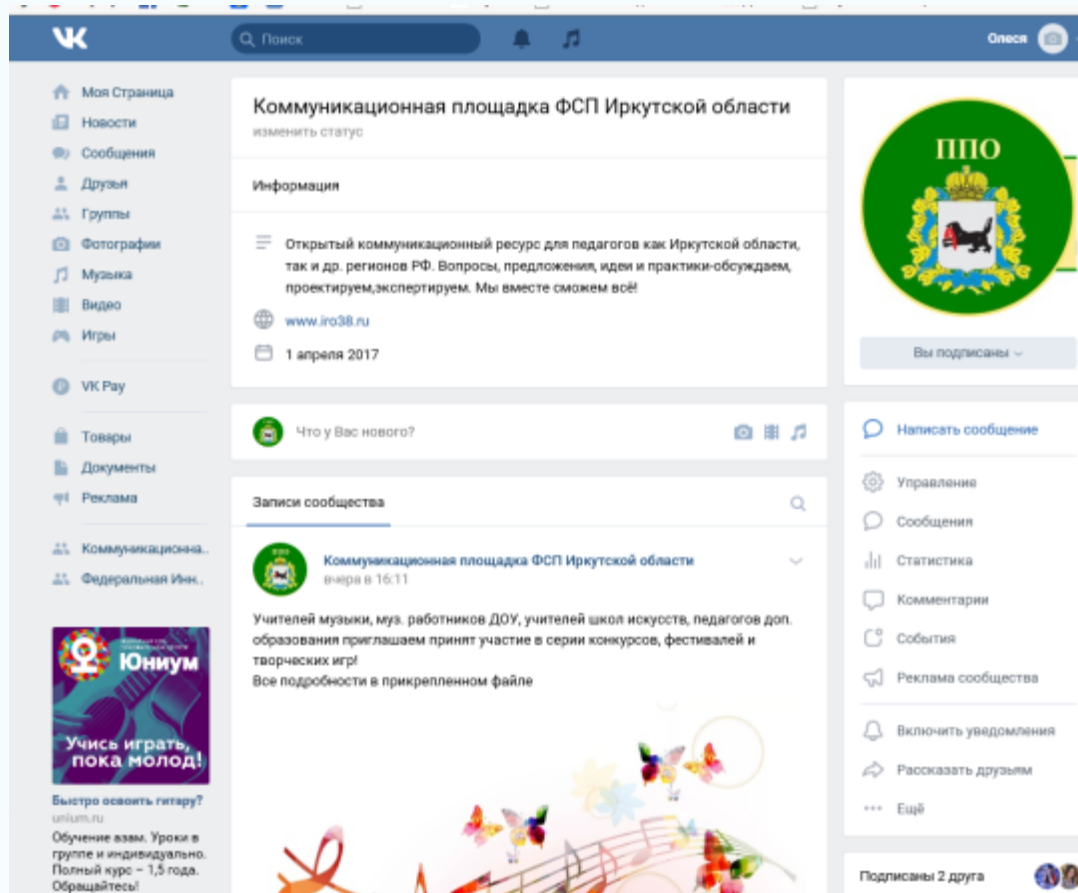 Поиск
Олеся
Моя Страница
Новости
Сообщения
Друзья
Группы
Фотографии
Музыка
Видео
Игры
VK Pay
Товары
Документы
Реклама
Коммуникационна..
Федеральная Инн..
Юниум
Учись играть,
пока молод!
Быстро освоить гитару?
unium.ru
Обучение азам. Уроки в
группе и индивидуально.
Полный курс – 1,5 года.
Обращайтесь!
Коммуникационная площадка ФСП Иркутской области
изменить статус
Информация
Открытый коммуникационный ресурс для педагогов как Иркутской области,
так и др. регионов РФ. Вопросы, предложения, идеи и практики-обсуждаем,
проектируем,экспертируем. Мы вместе сможем всё!
www.iro38.ru
1 апреля 2017
Что у Вас нового?
Записи сообщества
ППО
Коммуникационная площадка ФСП Иркутской области
вчера в 16:11
Учителей музыки, муз. работников ДОУ, учителей школ искусств, педагогов доп.
образования приглашаем принят участие в серии конкурсов, фестивалей и
творческих игр!
Все подробности в прикрепленном файле
ППО
Вы подписаны
Написать сообщение
Управление
Сообщения
Статистика
Комментарии
События
Реклама сообщества
Включить уведомления
Рассказать друзьям
Ещё
Подписаны 2 друга